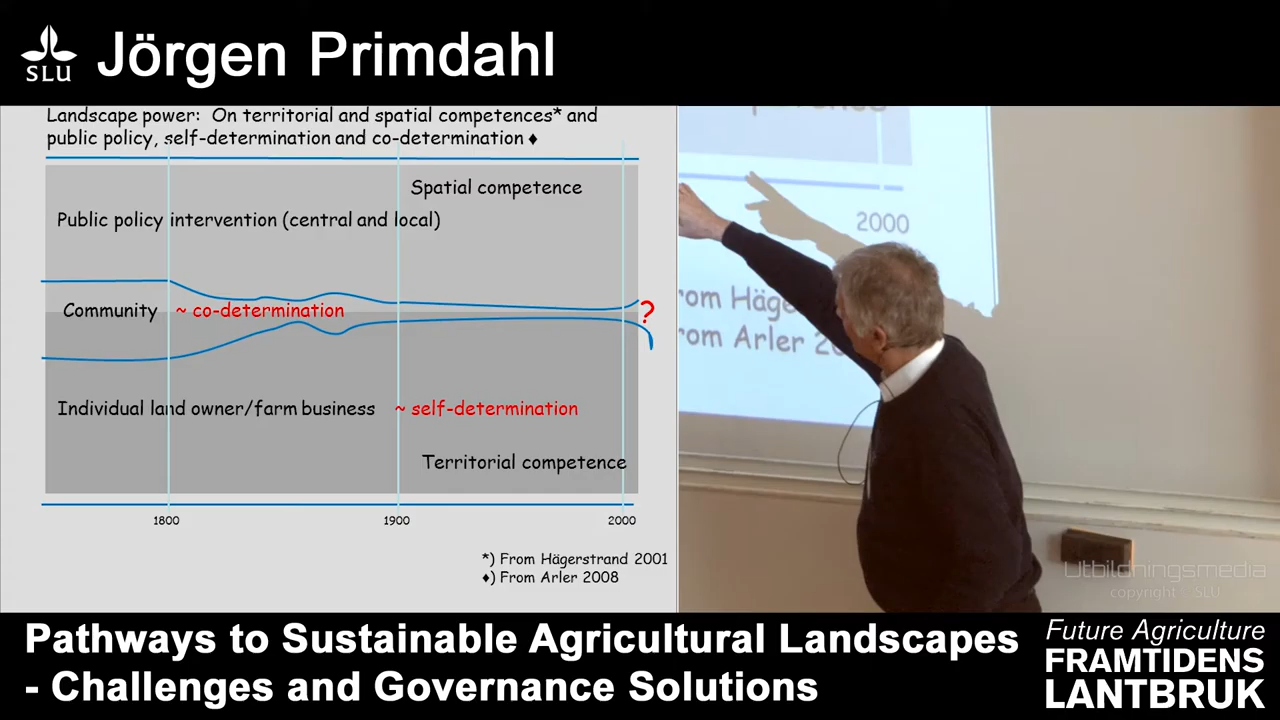 SLU
Jörgen Primdahl
Landscape power: On territorial and spatial competences* and
public policy, self-determination and co-determination ♦
Spatial competence
Public policy intervention (central and local)
Community ~ co-determination
?
Individual land owner/farm business ~ self-determination
Territorial competence
1800 1900 2000
*) From Hägerstrand 2001
♦) From Arler 2008
2000
rom Häge
rom Arler 20
Utbildningsmedia
copyright SLU
Pathways to Sustainable Agricultural Landscapes
- Challenges and Governance Solutions
Future Agriculture
FRAMTIDENS
LANTBRUK